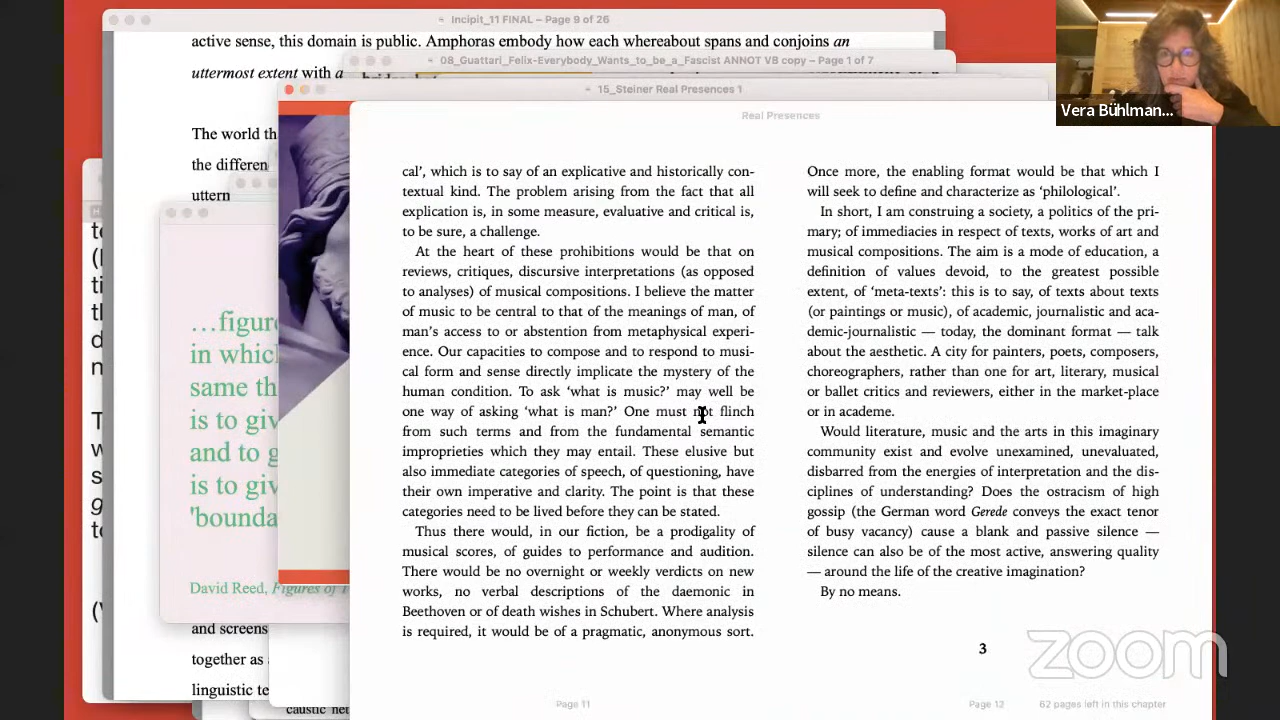 Incipit_11 FINAL – Page 9 of 26
active sense, this domain is public. Amphoras embody how each whereabout spans and conjoins an
uttermost extent with a
08_Guattari_Felix-Everybody_Wants_to_be_a_Fascist ANNOT VB copy – Page 1 of 7
15_Steiner Real Presences 1
The world th
the differen
uttern
…figure
in whic
same th
is to giv
and to g
is to giv
'bounda
David Reed, Figures of T
and screens
together as
linguistic te
caustic net
Real Presences
cal', which is to say of an explicative and historically con-
textual kind. The problem arising from the fact that all
explication is, in some measure, evaluative and critical is,
to be sure, a challenge.
At the heart of these prohibitions would be that on
reviews, critiques, discursive interpretations (as opposed
to analyses) of musical compositions. I believe the matter
of music to be central to that of the meanings of man, of
man's access to or abstention from metaphysical experi-
ence. Our capacities to compose and to respond to musi-
cal form and sense directly implicate the mystery of the
human condition. To ask 'what is music?' may well be
one way of asking 'what is man?' One must not flinch
from such terms and from the fundamental semantic
improprieties which they may entail. These elusive but
also immediate categories of speech, of questioning, have
their own imperative and clarity. The point is that these
categories need to be lived before they can be stated.
Thus there would, in our fiction, be a prodigality of
musical scores, of guides to performance and audition.
There would be no overnight or weekly verdicts on new
works, no verbal descriptions of the daemonic in
Beethoven or of death wishes in Schubert. Where analysis
is required, it would be of a pragmatic, anonymous sort.
Page 11
Once more, the enabling format would be that which I
will seek to define and characterize as 'philological'.
In short, I am construing a society, a politics of the pri-
mary; of immediacies in respect of texts, works of art and
musical compositions. The aim is a mode of education, a
definition of values devoid, to the greatest possible
extent, of 'meta-texts': this is to say, of texts about texts
(or paintings or music), of academic, journalistic and aca-
demic-journalistic — today, the dominant format — talk
about the aesthetic. A city for painters, poets, composers,
choreographers, rather than one for art, literary, musical
or ballet critics and reviewers, either in the market-place
or in academe.
Would literature, music and the arts in this imaginary
community exist and evolve unexamined, unevaluated,
disbarred from the energies of interpretation and the dis-
ciplines of understanding? Does the ostracism of high
gossip (the German word Gerede conveys the exact tenor
of busy vacancy) cause a blank and passive silence —
silence can also be of the most active, answering quality
— around the life of the creative imagination?
By no means.
3
Page 12
62 pages left in this chapter
Vera Bühlman...
zoom